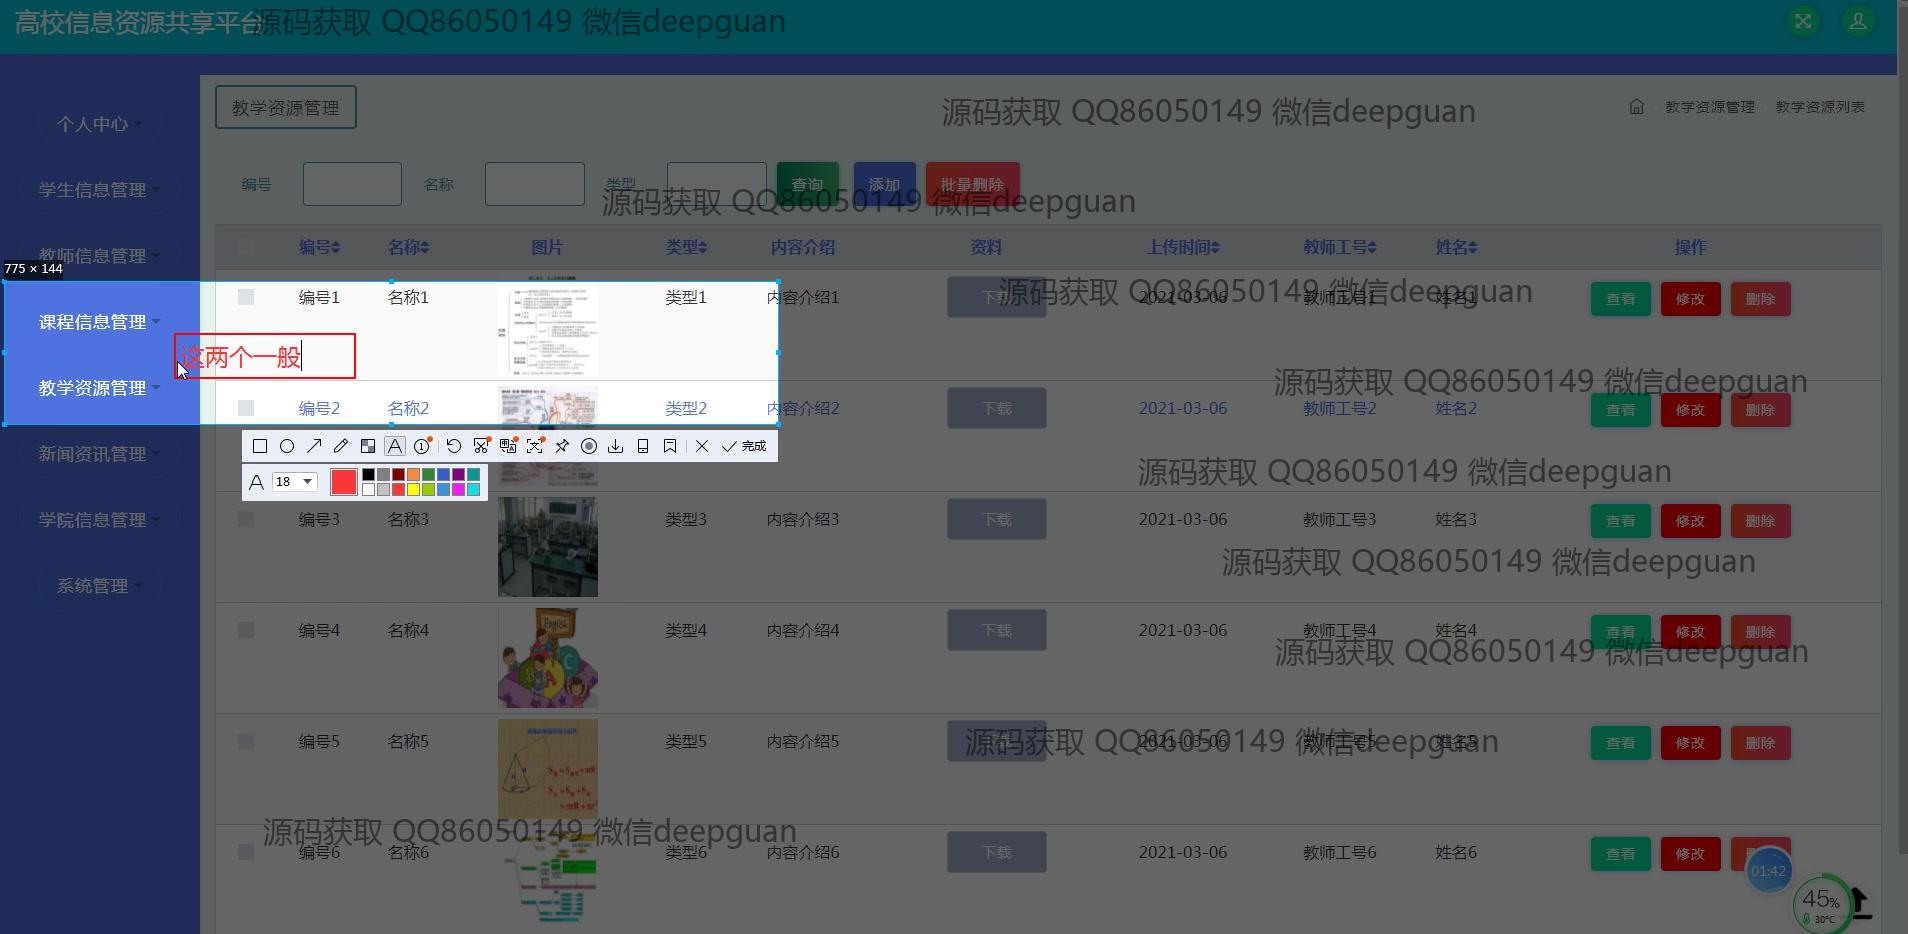 高校信息资源共享平台
源码获取 QQ86050149 微信deepguan
教学资源管理
源码获取 QQ86050149 微信deepguan
教学资源管理 教学资源列表
个人中心
学生信息管理
教师信息管理
课程信息管理
教学资源管理
新闻资讯管理
学院信息管理
系统管理
编号 名称 类型 查询 添加 批量删除
源码获取 QQ86050149 微信deepguan
编号 名称 图片 类型 内容介绍 资料 上传时间 教师工号 姓名 操作
775 × 144
编号1 名称1 类型1 内容介绍1 下载 2021-03-06 教师工号1 姓名1 查看 修改 删除
源码获取 QQ86050149 微信deepguan
这两个一般
源码获取 QQ86050149 微信deepguan
编号2 名称2 类型2 内容介绍2 下载 2021-03-06 教师工号2 姓名2 查看 修改 删除
完成
A 18
源码获取 QQ86050149 微信deepguan
编号3 名称3 类型3 内容介绍3 下载 2021-03-06 教师工号3 姓名3 查看 修改 删除
源码获取 QQ86050149 微信deepguan
English
编号4 名称4 类型4 内容介绍4 下载 2021-03-06 教师工号4 姓名4 查看 修改 删除
源码获取 QQ86050149 微信deepguan
编号5 名称5 类型5 内容介绍5 2021-03-06 教师工号5 姓名5 查看 修改 删除
源码获取 QQ86050149 微信deepguan
源码获取 QQ86050149 微信deepguan
编号6 名称6 类型6 内容介绍6 下载 2021-03-06 教师工号6 姓名6 查看 修改
01:42
45%
30°C